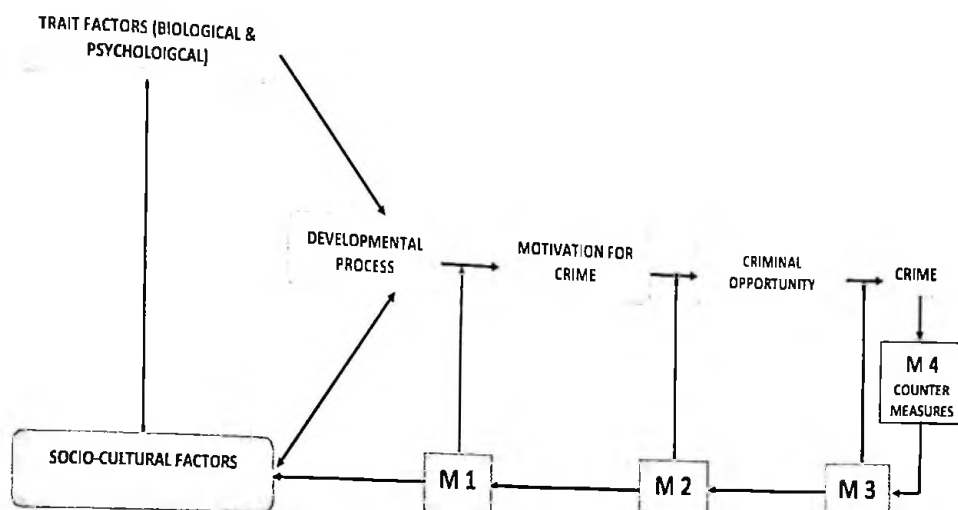 TRAIT FACTORS (BIOLOGICAL &
PSYCHOLOIGCAL)
DEVELOPMENTAL
PROCESS
MOTIVATION FOR
CRIME
CRIMINAL
OPPORTUNITY
CRIME
M 4
COUNTER
MEASURES
SOCIO-CULTURAL FACTORS
M 1
M 2
M 3